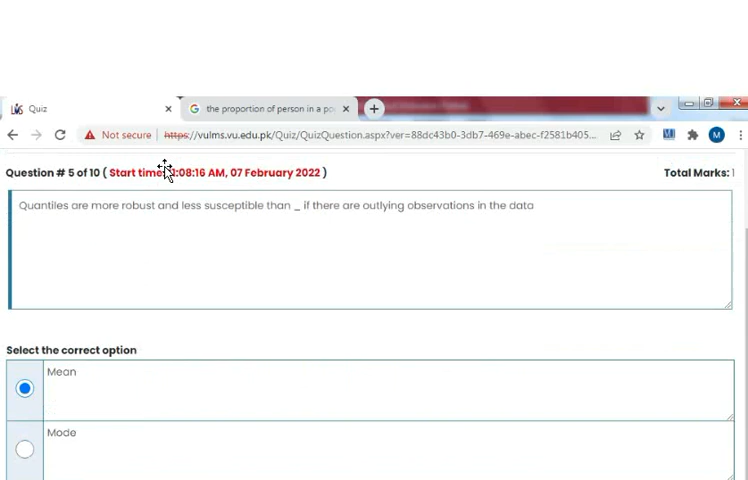 Quiz
the proportion of person in a po
Not secure
https://vulms.vu.edu.pk/Quiz/QuizQuestion.aspx?ver=88dc43b0-3db7-469e-abec-f2581b405...
M
Question # 5 of 10 ( Start time: :08:16 AM, 07 February 2022 )
Total Marks: 1
Quantiles are more robust and less susceptible than _ if there are outlying observations in the data
Select the correct option
Mean
Mode